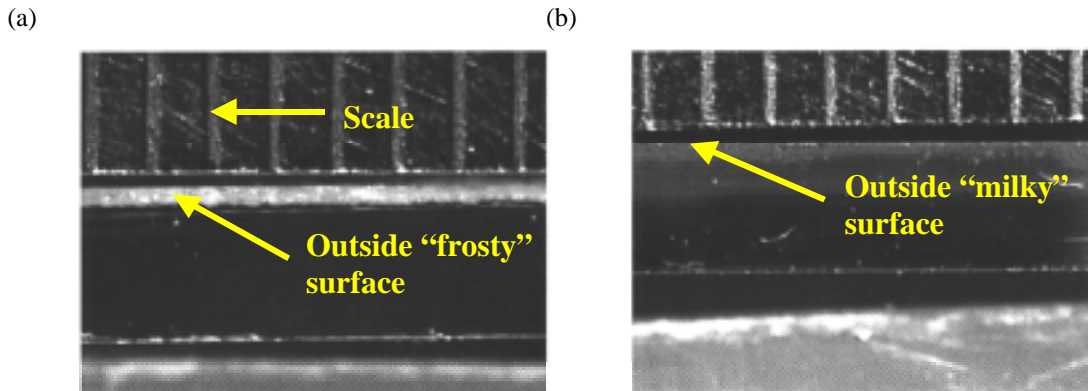 (a)
(b)
Scale
Outside “frosty”
surface
Outside “milky”
surface